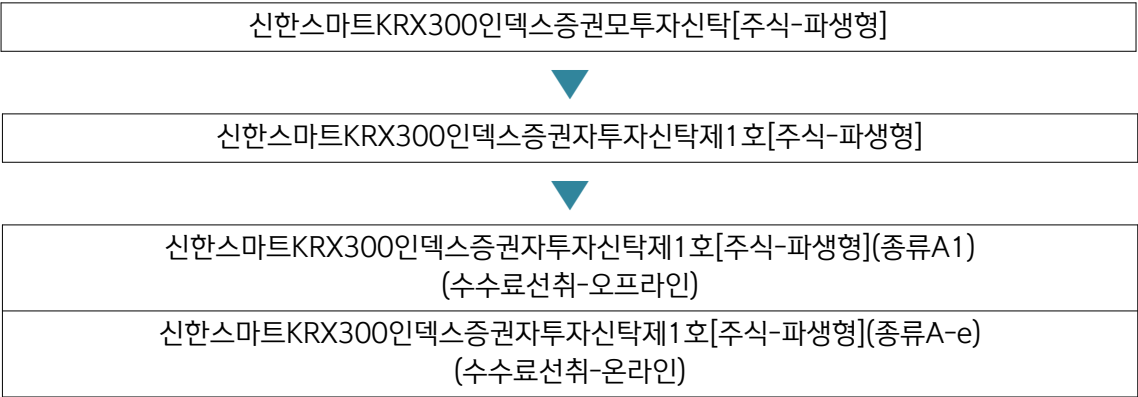 신한스마트KRX300인덱스증권모투자신탁[주식-파생형]
신한스마트KRX300인덱스증권자투자신탁제1호[주식-파생형]
신한스마트KRX300인덱스증권자투자신탁제1호[주식-파생형](종류A1)
(수수료선취-오프라인)
신한스마트KRX300인덱스증권자투자신탁제1호[주식-파생형](종류A-e)
(수수료선취-온라인)